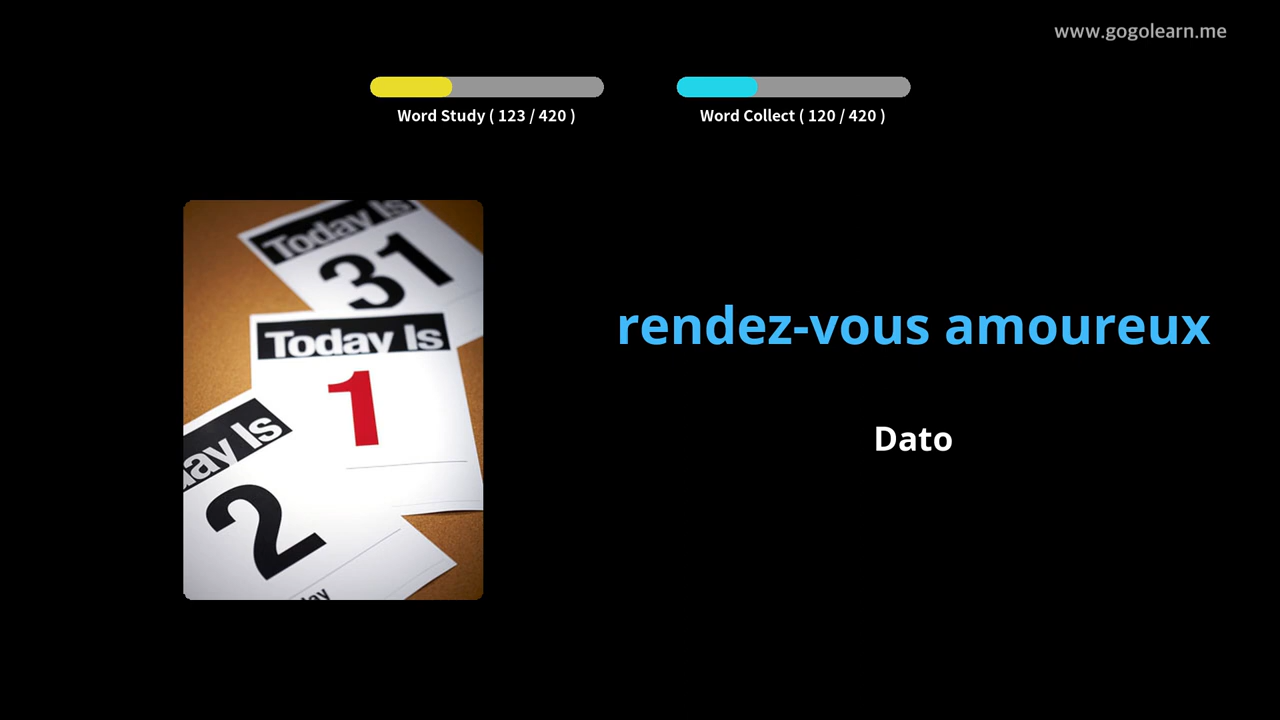 www.gogolearn.me
Word Study ( 123 / 420 )
Word Collect ( 120 / 420 )
Today Is
31
Today Is
1
ay Is
2
day
rendez-vous amoureux
Dato